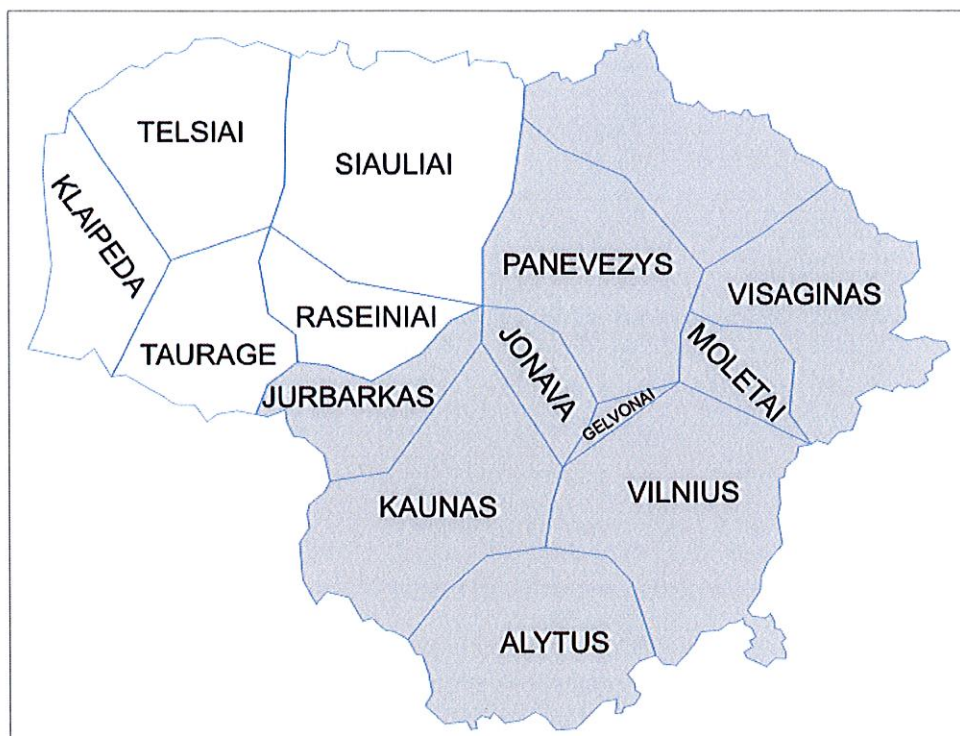 TELSIAI
SIAULIAI
KLAIPEDA
PANEVEZYS
VISAGINAS
RASEINIAI
TAURAGE
JONAVA
MOLETAI
JURBARKAS
GELVONAI
KAUNAS
VILNIUS
ALYTUS